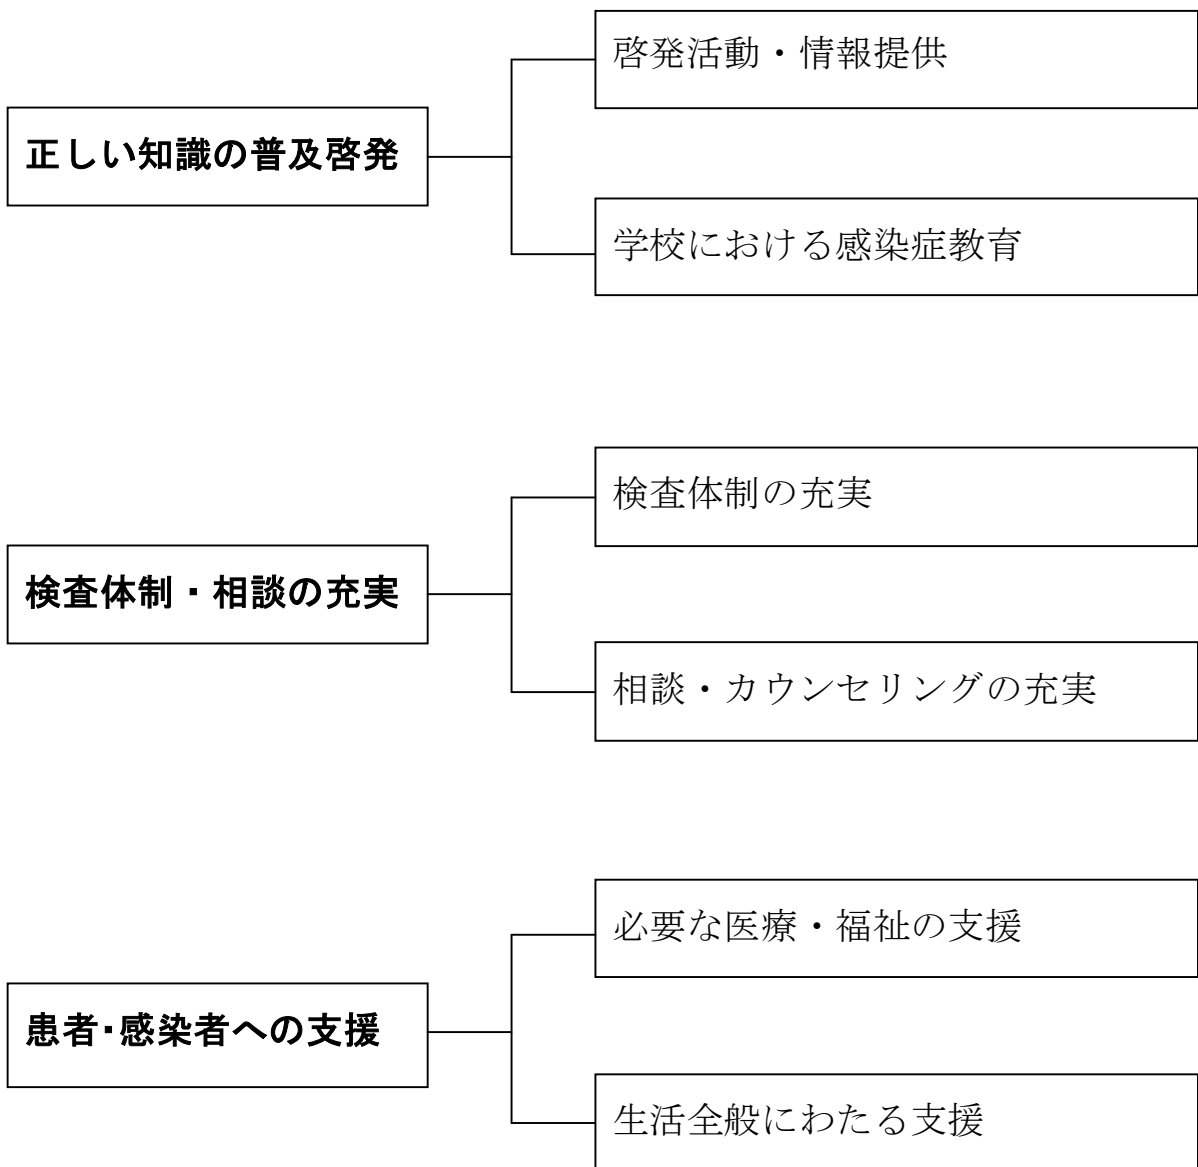 啓発活動・情報提供
正しい知識の普及啓発
学校における感染症教育
検査体制の充実
検査体制・相談の充実
相談・カウンセリングの充実
必要な医療・福祉の支援
患者・感染者への支援
生活全般にわたる支援